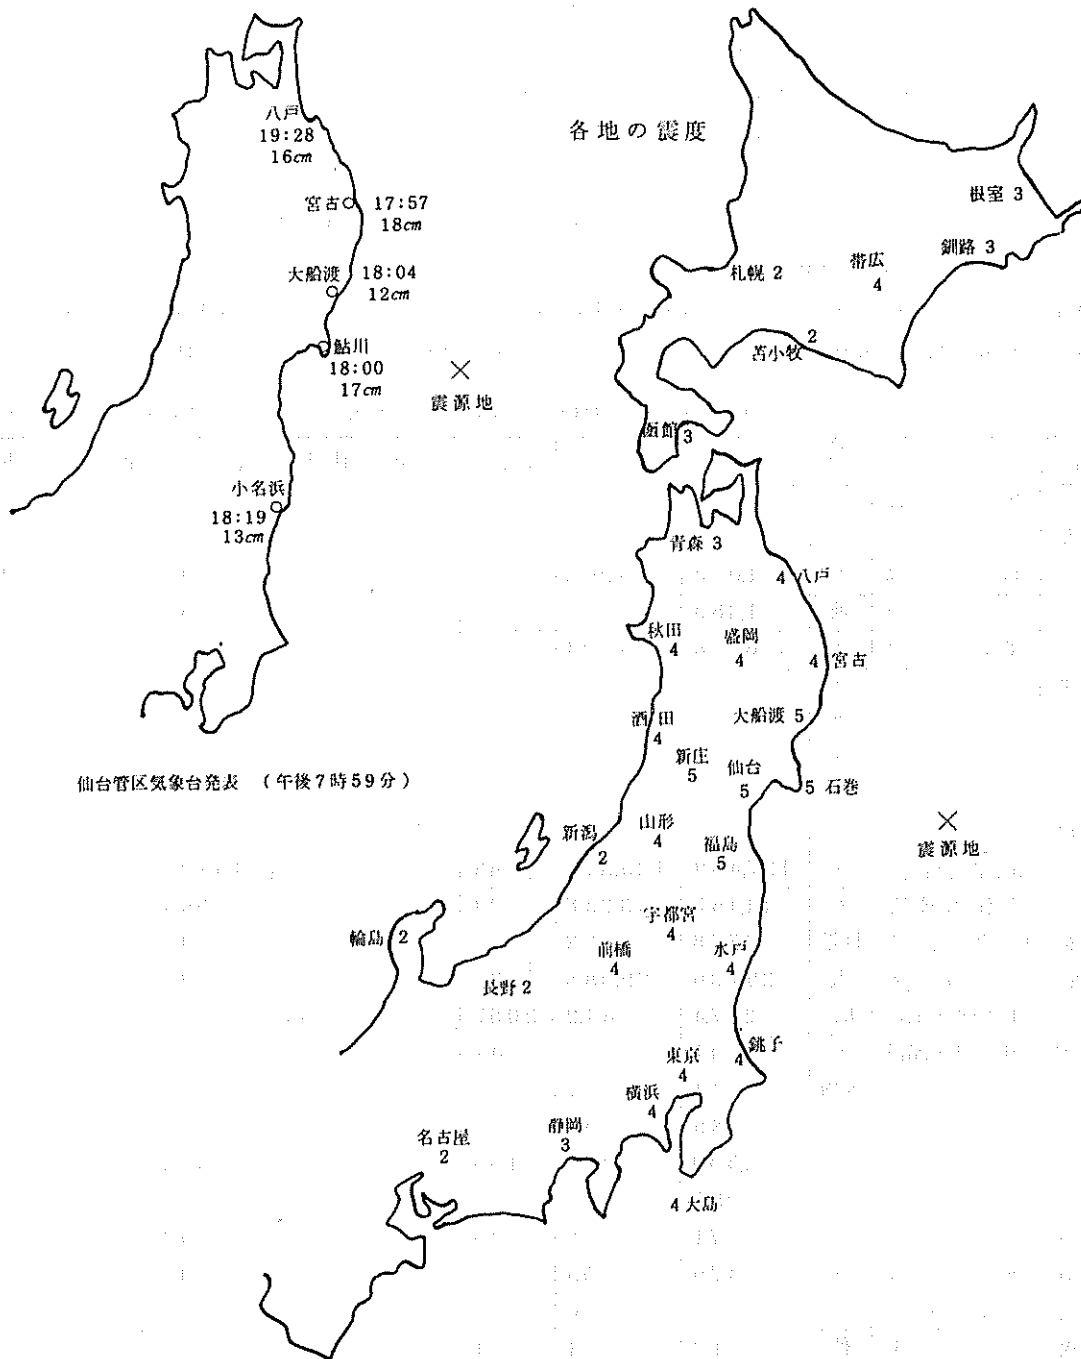 八戸
19:28
16cm
宮古
17:57
18cm
大船渡
18:04
12cm
鮎川
18:00
17cm
震源地
小名浜
18:19
13cm
仙台管区気象台発表 (午後7時59分)
各地の震度
根室 3
釧路 3
帯広
4
札幌 2
2
苫小牧
函館 3
青森 3
4 八戸
秋田
4
盛岡
4
4 宮古
大船渡 5
酒田
4
新庄
5
仙台
5
5 石巻
震源地
新潟
2
山形
4
福島
5
宇都宮
4
輪島 2
前橋
4
水戸
4
長野 2
銚子
4
東京
4
横浜
4
静岡
3
名古屋
2
4 大島